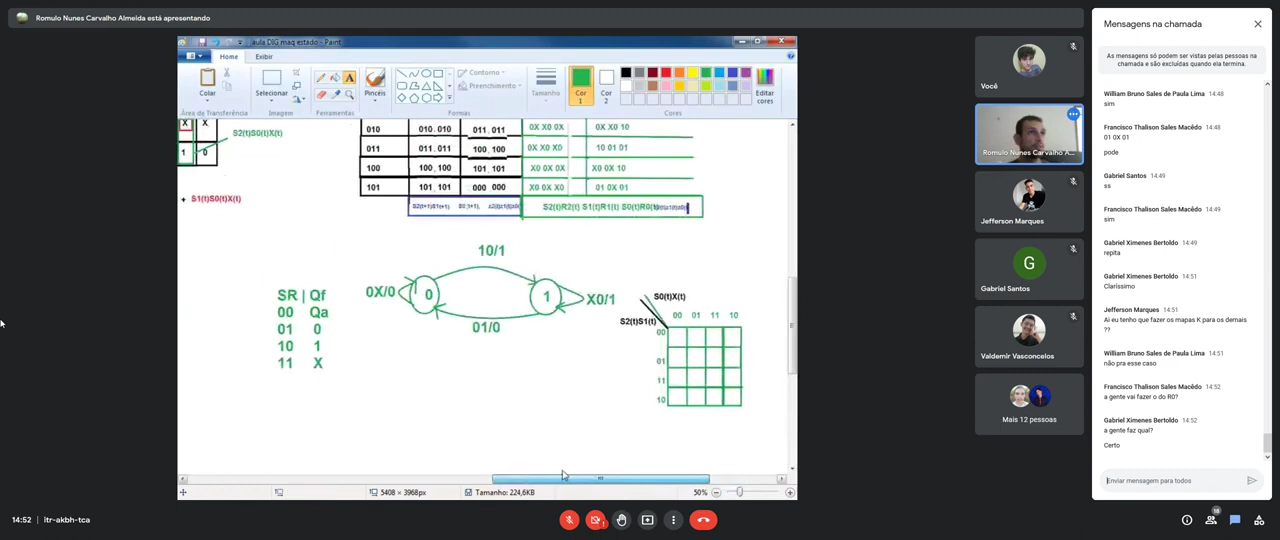 Romulo Nunes Carvalho Almeida está apresentando
aula DIG maq estado - Paint
Home Exibir
Colar
Selecionar
Pincéis
Contorno
Preenchimento
Tamanho
Cor 1
Cor 2
Editar cores
Área de Transferência
Imagem
Ferramentas
Formas
Cores
X X
1 0
S2(t)S0(t)X(t)
+ S1(t)S0(t)X(t)
010 010.010 011.011 0X X0 0X 0X X0 10
011 011.011 100.100 0X X0 X0 10 01 01
100 100.100 101.101 X0 0X 0X X0 0X 10
101 101.101 000 000 X0 0X X0 01 0X 01
S2(t)R2(t) S1(t)R1(t) S0(t)R0(t)
10/1
0X/0 0 1 X0/1
01/0
SR | Qf
00 Qa
01 0
10 1
11 X
S0(t)X(t)
S2(t)S1(t)
00 01 11 10
00
01
11
10
5408 × 3968px
Tamanho: 224,6KB
50%
14:52 | itr-akbh-tca
Você
Romulo Nunes Carvalho A...
Jefferson Marques
Gabriel Santos
G
Valdemir Vasconcelos
Mais 12 pessoas
Mensagens na chamada
As mensagens só podem ser vistas pelas pessoas na
chamada e são excluídas quando ela termina.
William Bruno Sales de Paula Lima 14:48
sim
Francisco Thalison Sales Macêdo 14:48
01 0X 01
pode
Gabriel Santos 14:49
ss
Francisco Thalison Sales Macêdo 14:49
sim
Gabriel Ximenes Bertoldo 14:49
repita
Gabriel Ximenes Bertoldo 14:51
Claríssimo
Jefferson Marques 14:51
Ai eu tenho que fazer os mapas K para os demais
??
William Bruno Sales de Paula Lima 14:51
não pra esse caso
Francisco Thalison Sales Macêdo 14:52
a gente vai fazer o do R0?
Gabriel Ximenes Bertoldo 14:52
a gente faz qual?
Certo
Enviar mensagem para todos
18